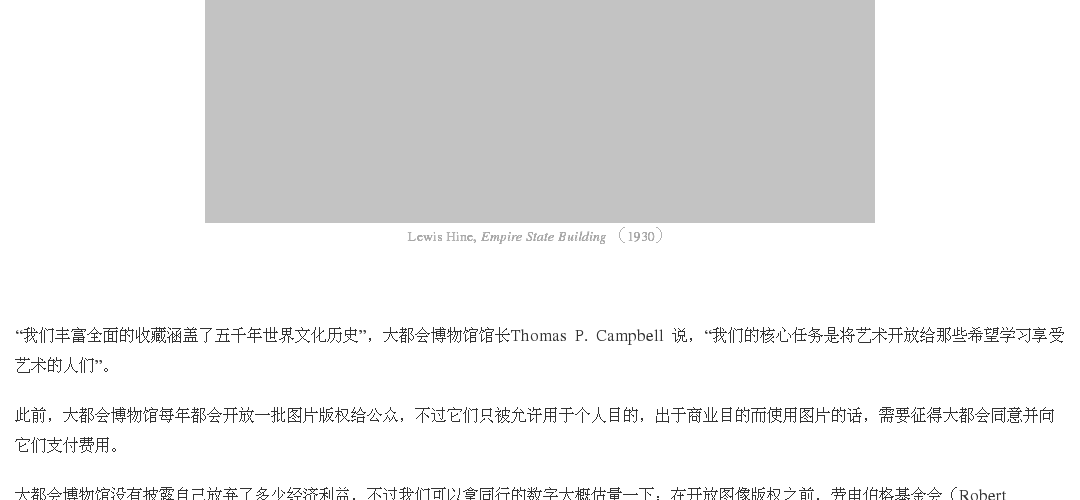 Lewis Hine, Empire State Building （1930）
“我们丰富全面的收藏涵盖了五千年世界文化历史”，大都会博物馆馆长Thomas P. Campbell 说，“我们的核心任务是将艺术开放给那些希望学习享受
艺术的人们”。
此前，大都会博物馆每年都会开放一批图片版权给公众，不过它们只被允许用于个人目的，出于商业目的而使用图片的话，需要征得大都会同意并向
它们支付费用。
大都会博物馆没有披露自己放弃了多少经济利益，不过我们可以拿同行的数字大概估量一下：在开放图像版权之前，劳申伯格基金会（Robert